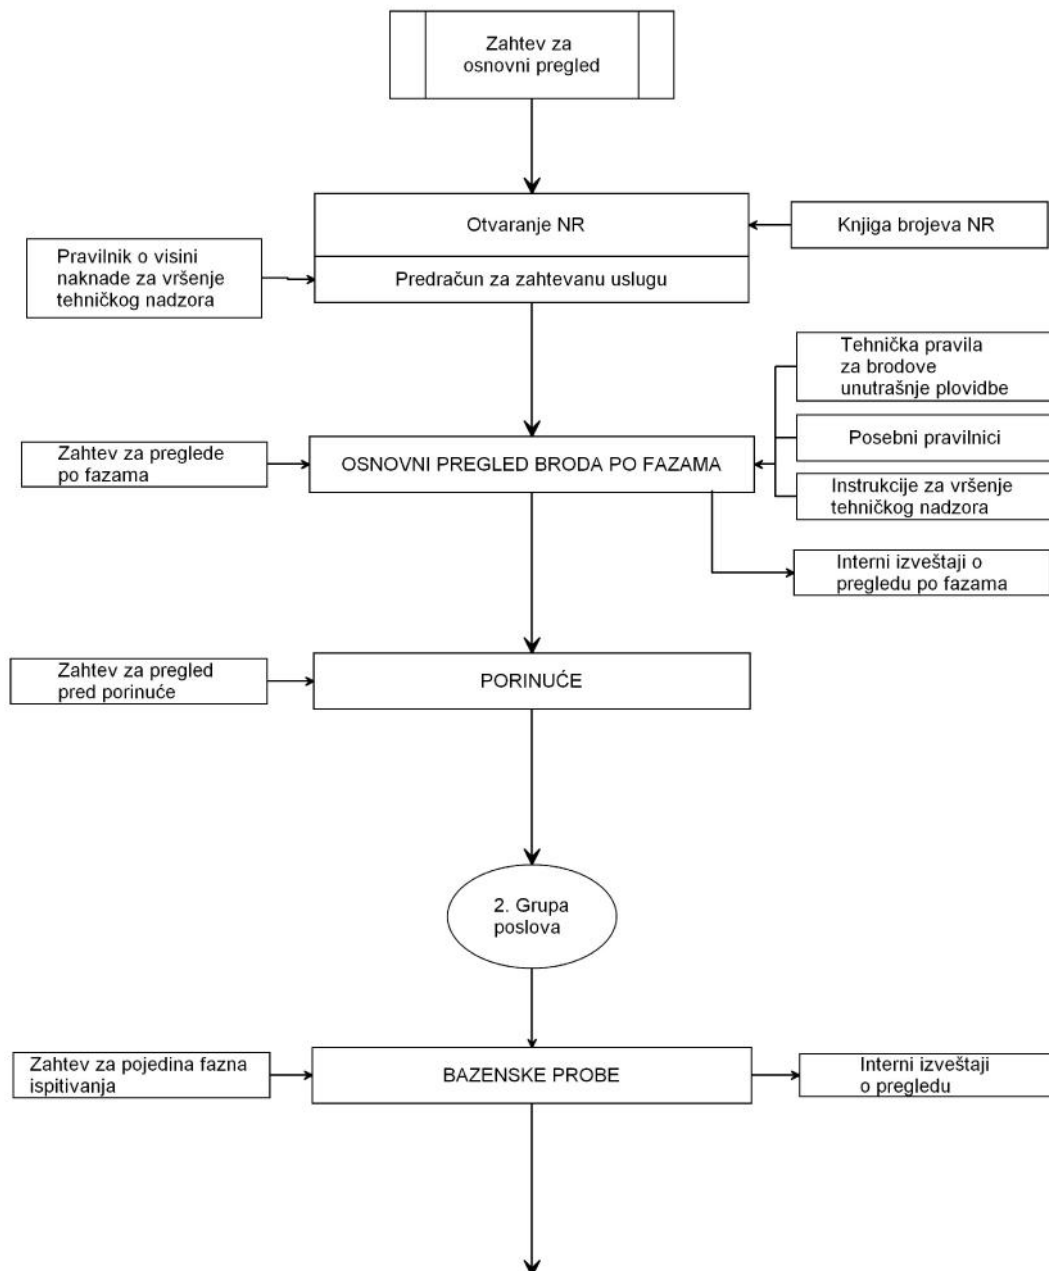 Zahtev za
osnovni pregled
Otvaranje NR
Knjiga brojeva NR
Pravilnik o visini
naknade za vršenje
tehničkog nadzora
Predračun za zahtevanu uslugu
Tehnička pravila
za brodove
unutrašnje plovidbe
Zahtev za preglede
po fazama
OSNOVNI PREGLED BRODA PO FAZAMA
Posebni pravilnici
Instrukcije za vršenje
tehničkog nadzora
Interni izveštaji o
pregledu po fazama
Zahtev za pregled
pred porinuće
PORINUĆE
2. Grupa
poslova
Zahtev za pojedina fazna
ispitivanja
BAZENSKE PROBE
Interni izveštaji
o pregledu